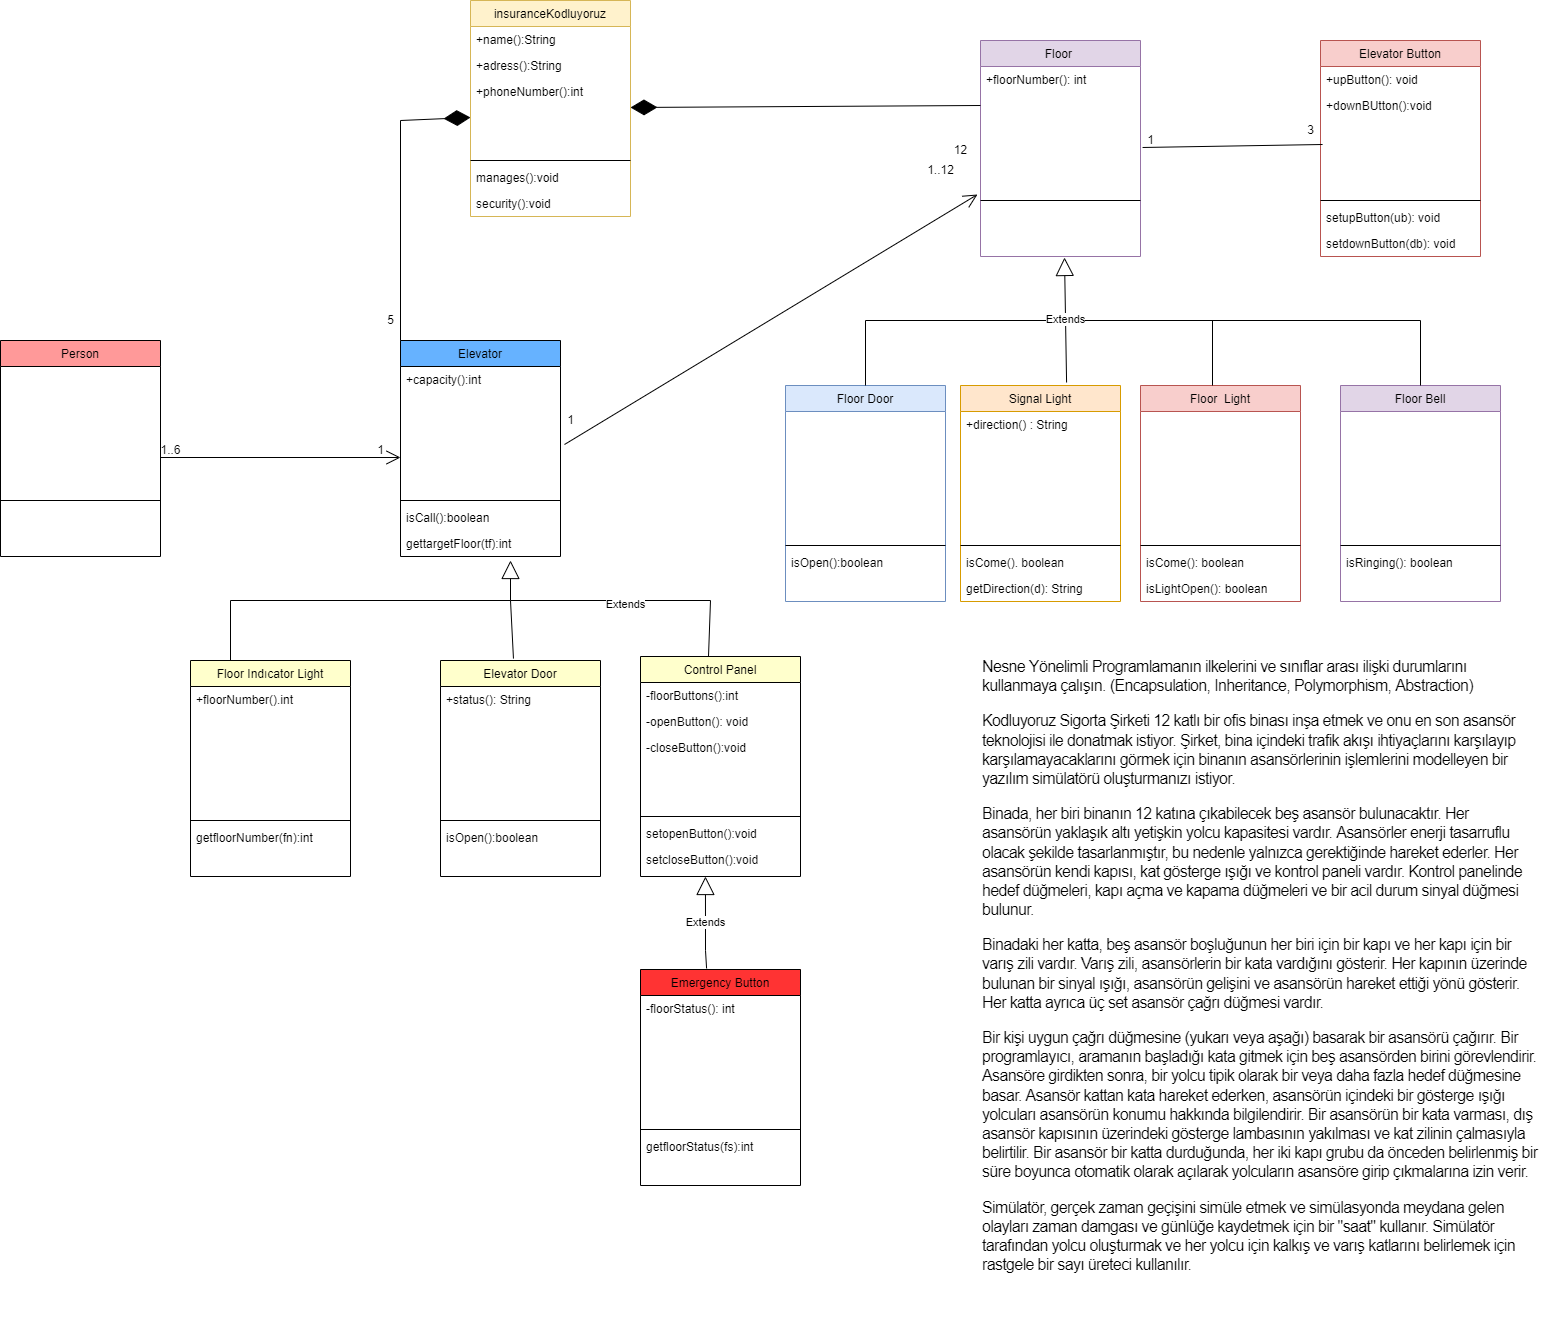 insuranceKodluyoruz
+name():String
+adress():String
+phoneNumber():int
manages():void
security():void
Floor
+floorNumber(): int
Elevator Button
+upButton(): void
+downBUtton():void
setupButton(ub): void
setdownButton(db): void
12
1..12
1
3
5
1
Person
1..6
1
Elevator
+capacity():int
isCall():boolean
gettargetFloor(tf):int
Extends
Floor Door
isOpen():boolean
Signal Light
+direction() : String
isCome(). boolean
getDirection(d): String
Floor  Light
isCome(): boolean
isLightOpen(): boolean
Floor Bell
isRinging(): boolean
Extends
Floor Indıcator Light
+floorNumber().int
getfloorNumber(fn):int
Elevator Door
+status(): String
isOpen():boolean
Control Panel
-floorButtons():int
-openButton(): void
-closeButton():void
setopenButton():void
setcloseButton():void
Extends
Emergency Button
-floorStatus(): int
getfloorStatus(fs):int
Nesne Yönelimli Programlamanın ilkelerini ve sınıflar arası ilişki durumlarını
kullanmaya çalışın. (Encapsulation, Inheritance, Polymorphism, Abstraction)
Kodluyoruz Sigorta Şirketi 12 katlı bir ofis binası inşa etmek ve onu en son asansör
teknolojisi ile donatmak istiyor. Şirket, bina içindeki trafik akışı ihtiyaçlarını karşılayıp
karşılamayacaklarını görmek için binanın asansörlerinin işlemlerini modelleyen bir
yazılım simülatörü oluşturmanızı istiyor.
Binada, her biri binanın 12 katına çıkabilecek beş asansör bulunacaktır. Her
asansörün yaklaşık altı yetişkin yolcu kapasitesi vardır. Asansörler enerji tasarruflu
olacak şekilde tasarlanmıştır, bu nedenle yalnızca gerektiğinde hareket ederler. Her
asansörün kendi kapısı, kat gösterge ışığı ve kontrol paneli vardır. Kontrol panelinde
hedef düğmeleri, kapı açma ve kapama düğmeleri ve bir acil durum sinyal düğmesi
bulunur.
Binadaki her katta, beş asansör boşluğunun her biri için bir kapı ve her kapı için bir
varış zili vardır. Varış zili, asansörlerin bir kata vardığını gösterir. Her kapının üzerinde
bulunan bir sinyal ışığı, asansörün gelişini ve asansörün hareket ettiği yönü gösterir.
Her katta ayrıca üç set asansör çağrı düğmesi vardır.
Bir kişi uygun çağrı düğmesine (yukarı veya aşağı) basarak bir asansörü çağırır. Bir
programlayıcı, aramanın başladığı kata gitmek için beş asansörden birini görevlendirir.
Asansöre girdikten sonra, bir yolcu tipik olarak bir veya daha fazla hedef düğmesine
basar. Asansör kattan kata hareket ederken, asansörün içindeki bir gösterge ışığı
yolcuları asansörün konumu hakkında bilgilendirir. Bir asansörün bir kata varması, dış
asansör kapısının üzerindeki gösterge lambasının yakılması ve kat zilinin çalmasıyla
belirtilir. Bir asansör bir katta durduğunda, her iki kapı grubu da önceden belirlenmiş bir
süre boyunca otomatik olarak açılarak yolcuların asansöre girip çıkmalarına izin verir.
Simülatör, gerçek zaman geçişini simüle etmek ve simülasyonda meydana gelen
olayları zaman damgası ve günlüğe kaydetmek için bir "saat" kullanır. Simülatör
tarafından yolcu oluşturmak ve her yolcu için kalkış ve varış katlarını belirlemek için
rastgele bir sayı üreteci kullanılır.